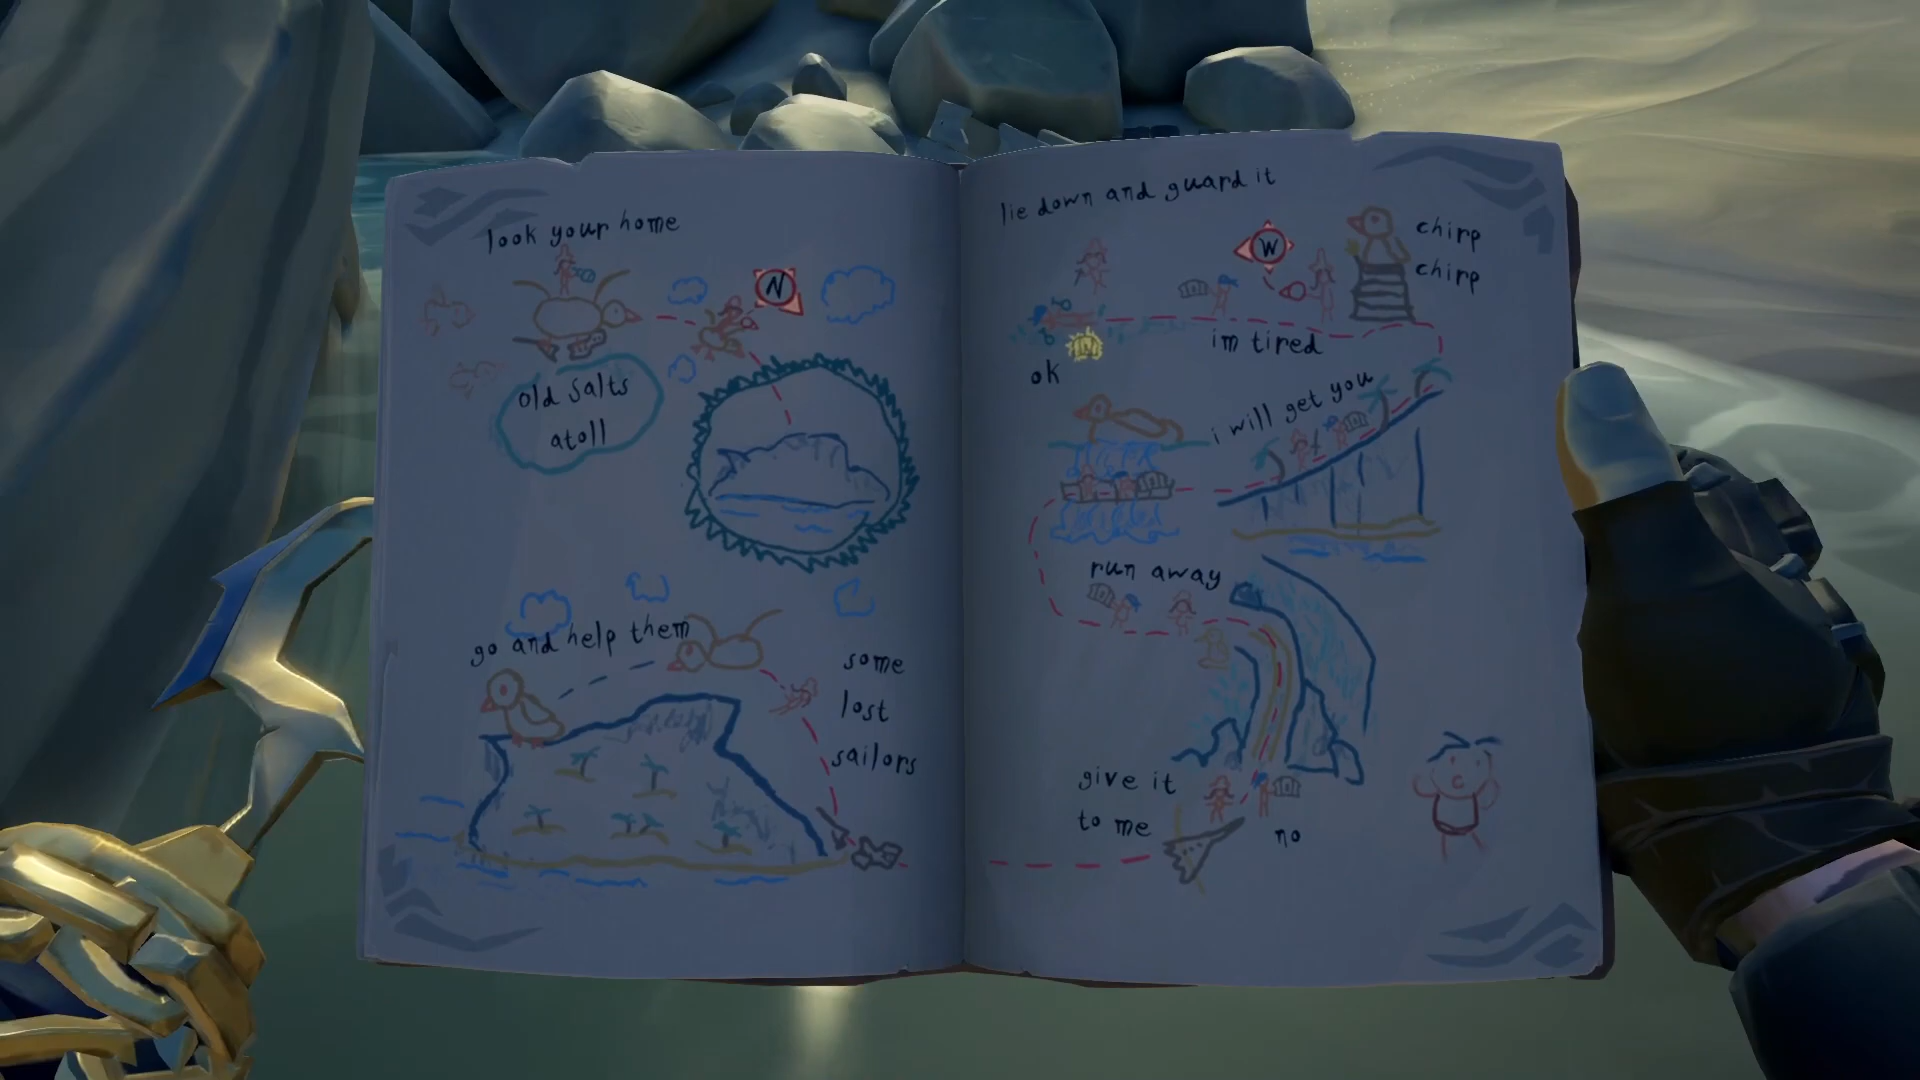 look your home
N
old salts
atoll
go and help them
some
lost
sailors
lie down and guard it
W
chirp
chirp
im tired
ok
i will get you
run away
give it
to me
no